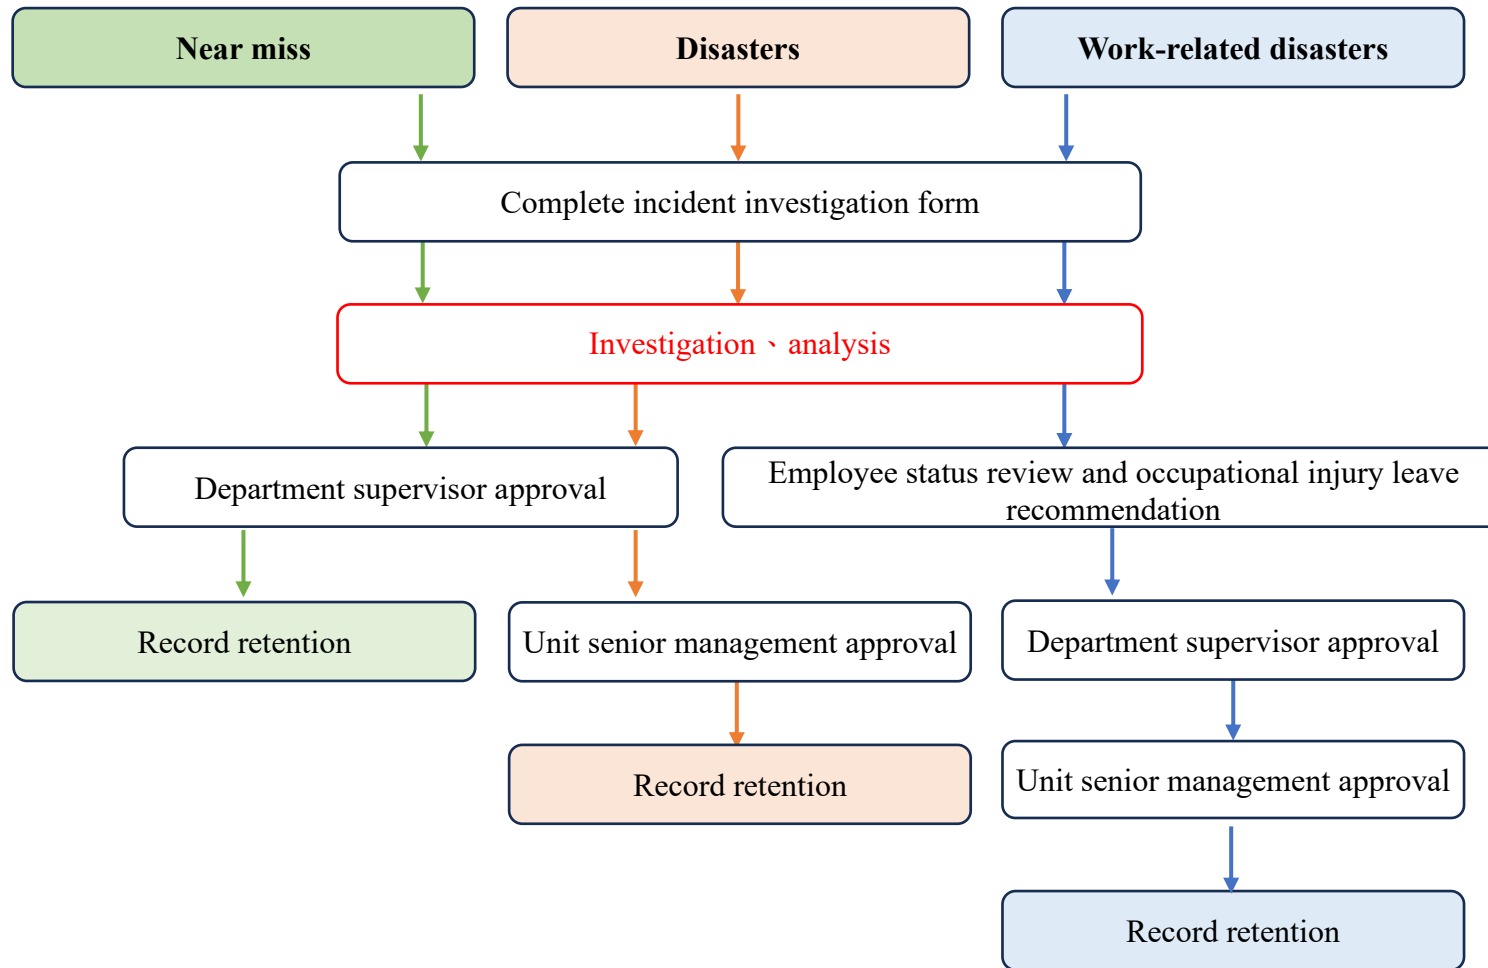 Near miss
Disasters
Work-related disasters
Complete incident investigation form
Investigation、analysis
Department supervisor approval
Employee status review and occupational injury leave
recommendation
Record retention
Unit senior management approval
Department supervisor approval
Record retention
Unit senior management approval
Record retention